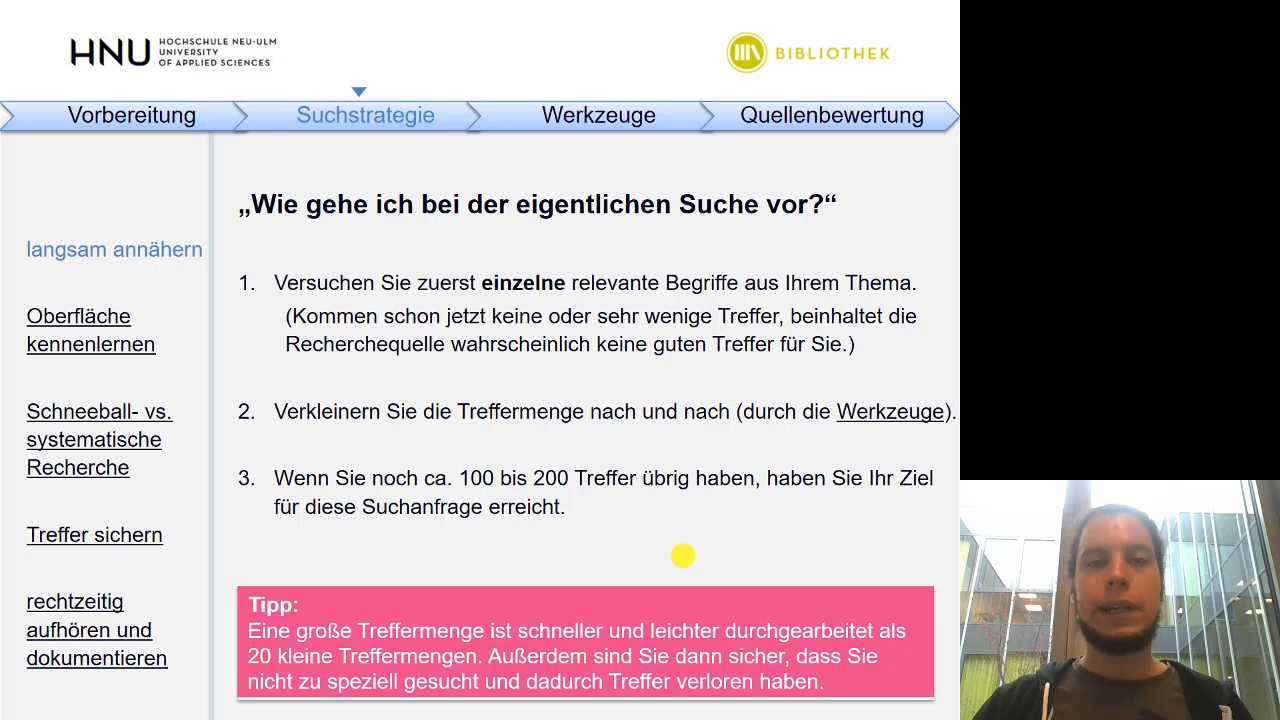 HNU HOCHSCHULE NEU-ULM
UNIVERSITY
OF APPLIED SCIENCES
BIBLIOTHEK
Vorbereitung
Suchstrategie
Werkzeuge
Quellenbewertung
langsam annähern
Oberfläche
kennenlernen
Schneeball- vs.
systematische
Recherche
Treffer sichern
rechtzeitig
aufhören und
dokumentieren
„Wie gehe ich bei der eigentlichen Suche vor?“
1. Versuchen Sie zuerst einzelne relevante Begriffe aus Ihrem Thema.
(Kommen schon jetzt keine oder sehr wenige Treffer, beinhaltet die
Recherchequelle wahrscheinlich keine guten Treffer für Sie.)
2. Verkleinern Sie die Treffermenge nach und nach (durch die Werkzeuge).
3. Wenn Sie noch ca. 100 bis 200 Treffer übrig haben, haben Sie Ihr Ziel
für diese Suchanfrage erreicht.
Tipp:
Eine große Treffermenge ist schneller und leichter durchgearbeitet als
20 kleine Treffermengen. Außerdem sind Sie dann sicher, dass Sie
nicht zu speziell gesucht und dadurch Treffer verloren haben.